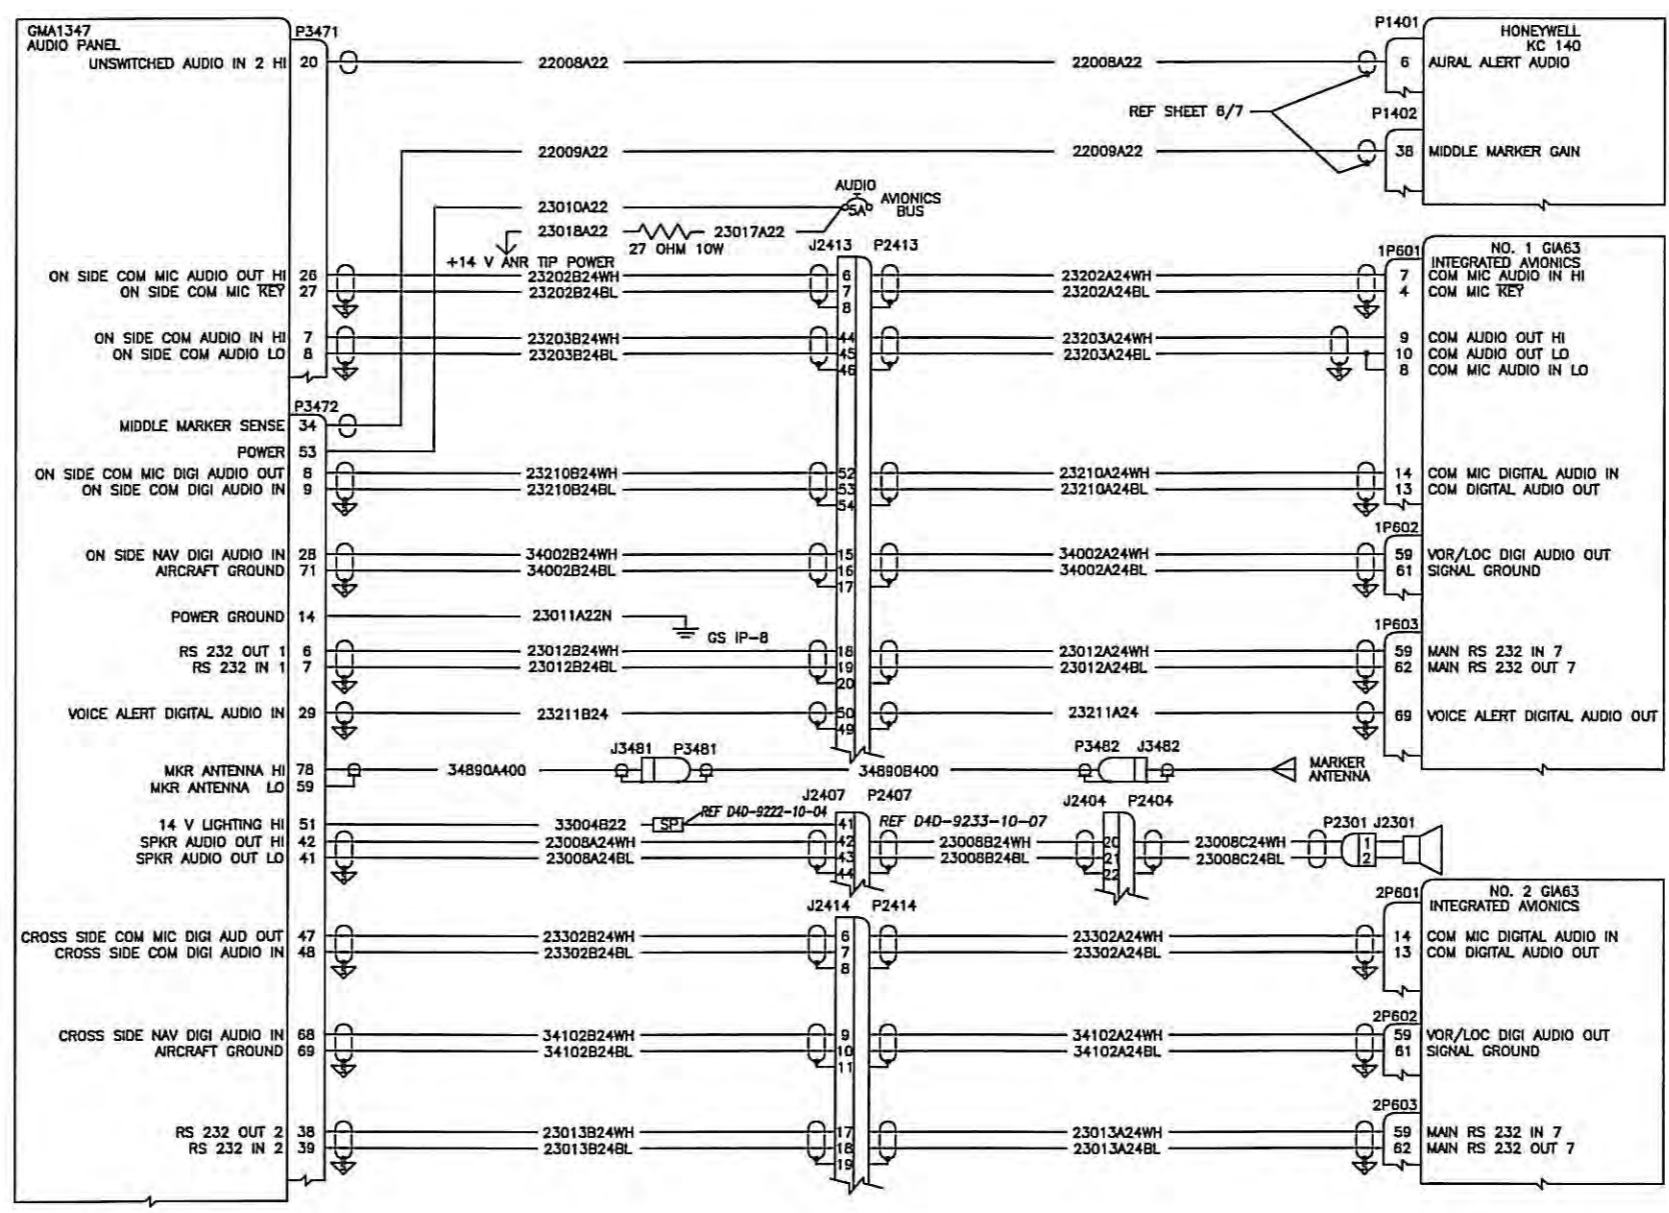 GMA1347
AUDIO PANEL
P3471
UNSWITCHED AUDIO IN 2 HI 20 22008A22 22008A22
P1401
6 AURAL ALERT AUDIO
HONEYWELL
KC 140
REF SHEET 6/7
P1402
22009A22 22009A22 38 MIDDLE MARKER GAIN
AUDIO
5A
AVIONICS
BUS
23010A22
23018A22 23017A22
27 OHM 10W
+14 V ANR TIP POWER
J2413 P2413
1P601
NO. 1 GIA63
INTEGRATED AVIONICS
ON SIDE COM MIC AUDIO OUT HI 26 23202B24WH 6 23202A24WH 7 COM MIC AUDIO IN HI
ON SIDE COM MIC KEY 27 23202B24BL 7 23202A24BL 4 COM MIC KEY
8
ON SIDE COM AUDIO IN HI 7 23203B24WH 44 23203A24WH 9 COM AUDIO OUT HI
ON SIDE COM AUDIO LO 8 23203B24BL 45 23203A24BL 10 COM AUDIO OUT LO
46 8 COM MIC AUDIO IN LO
P3472
MIDDLE MARKER SENSE 34
POWER 53
ON SIDE COM MIC DIGI AUDIO OUT 8 23210B24WH 52 23210A24WH 14 COM MIC DIGITAL AUDIO IN
ON SIDE COM DIGI AUDIO IN 9 23210B24BL 53 23210A24BL 13 COM DIGITAL AUDIO OUT
54
1P602
ON SIDE NAV DIGI AUDIO IN 28 34002B24WH 15 34002A24WH 59 VOR/LOC DIGI AUDIO OUT
AIRCRAFT GROUND 71 34002B24BL 16 34002A24BL 61 SIGNAL GROUND
17
POWER GROUND 14 23011A22N
GS IP-8
1P603
RS 232 OUT 1 6 23012B24WH 18 23012A24WH 59 MAIN RS 232 IN 7
RS 232 IN 1 7 23012B24BL 19 23012A24BL 62 MAIN RS 232 OUT 7
20
VOICE ALERT DIGITAL AUDIO IN 29 23211B24 50 23211A24 69 VOICE ALERT DIGITAL AUDIO OUT
49
J3481 P3481 P3482 J3482
MKR ANTENNA HI 78 34890A400 34890B400
MARKER
ANTENNA
MKR ANTENNA LO 59
J2407 P2407 J2404 P2404
REF D4D-9222-10-04
14 V LIGHTING HI 51 33004B22 SP 41
REF D4D-9233-10-07
P2301 J2301
SPKR AUDIO OUT HI 42 23008A24WH 42 23008B24WH 20 23008C24WH 1
SPKR AUDIO OUT LO 41 23008A24BL 43 23008B24BL 21 23008C24BL 2
44 22
J2414 P2414
2P601
NO. 2 GIA63
INTEGRATED AVIONICS
CROSS SIDE COM MIC DIGI AUD OUT 47 23302B24WH 6 23302A24WH 14 COM MIC DIGITAL AUDIO IN
CROSS SIDE COM DIGI AUDIO IN 48 23302B24BL 7 23302A24BL 13 COM DIGITAL AUDIO OUT
8
2P602
CROSS SIDE NAV DIGI AUDIO IN 68 34102B24WH 9 34102A24WH 59 VOR/LOC DIGI AUDIO OUT
AIRCRAFT GROUND 69 34102B24BL 10 34102A24BL 61 SIGNAL GROUND
11
2P603
RS 232 OUT 2 38 23013B24WH 17 23013A24WH 59 MAIN RS 232 IN 7
RS 232 IN 2 39 23013B24BL 18 23013A24BL 62 MAIN RS 232 OUT 7
19